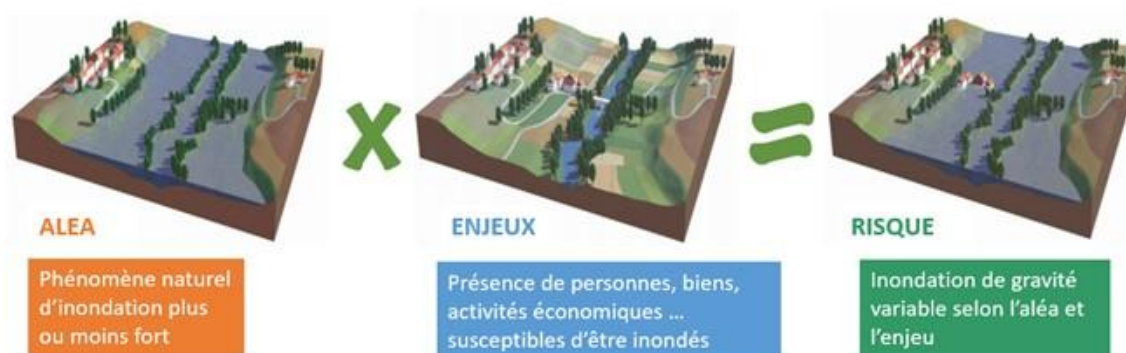 X
=
ALEA
ENJEUX
RISQUE
Phénomène naturel
d’inondation plus
ou moins fort
Présence de personnes, biens,
activités économiques ...
susceptibles d’être inondés
Inondation de gravité
variable selon l’aléa et
l’enjeu